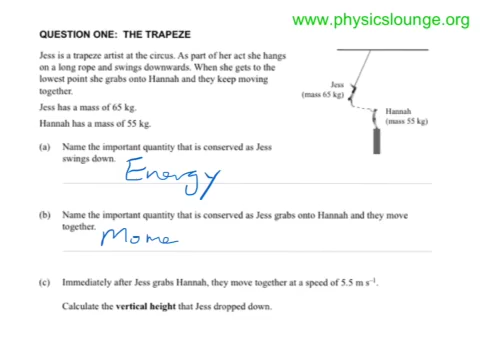 www.physicslounge.org
QUESTION ONE: THE TRAPEZE
Jess is a trapeze artist at the circus. As part of her act she hangs
on a long rope and swings downwards. When she gets to the
lowest point she grabs onto Hannah and they keep moving
together.
Jess has a mass of 65 kg.
Hannah has a mass of 55 kg.
Jess
(mass 65 kg)
Hannah
(mass 55 kg)
(a) Name the important quantity that is conserved as Jess
swings down.
Energy
(b) Name the important quantity that is conserved as Jess grabs onto Hannah and they move
together.
Mome
(c) Immediately after Jess grabs Hannah, they move together at a speed of 5.5 m s⁻¹.
Calculate the vertical height that Jess dropped down.